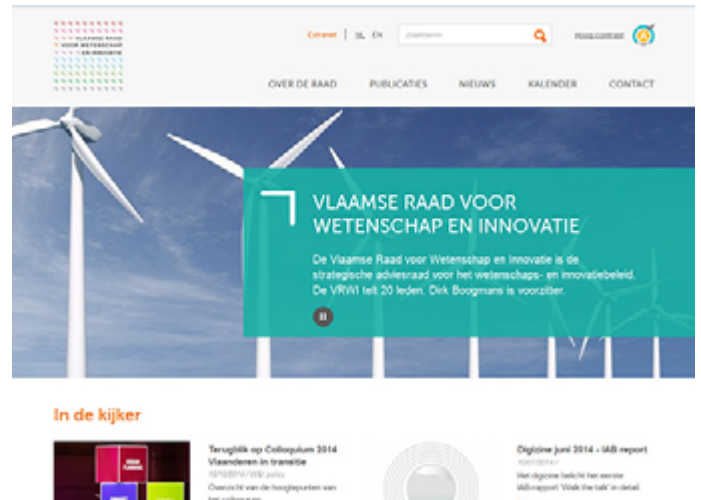 VLAAMSE RAAD
VOOR WETENSCHAP
EN INNOVATIE
Extranet | NL EN Zoekterm Hoog contrast
OVER DE RAAD PUBLICATIES NIEUWS KALENDER CONTACT
VLAAMSE RAAD VOOR
WETENSCHAP EN INNOVATIE
De Vlaamse Raad voor Wetenschap en Innovatie is de
strategische adviesraad voor het wetenschaps- en innovatiebeleid.
De VRWI telt 20 leden. Dirk Boogmans is voorzitter.
In de kijker
Terugblik op Colloquium 2014
Vlaanderen in transitie
Overzicht van de hoogtepunten van
het colloquium
Digizine juni 2014 - IAB report
Het digizine belicht het eerste
IAB-rapport 'Walk the talk' in detail.